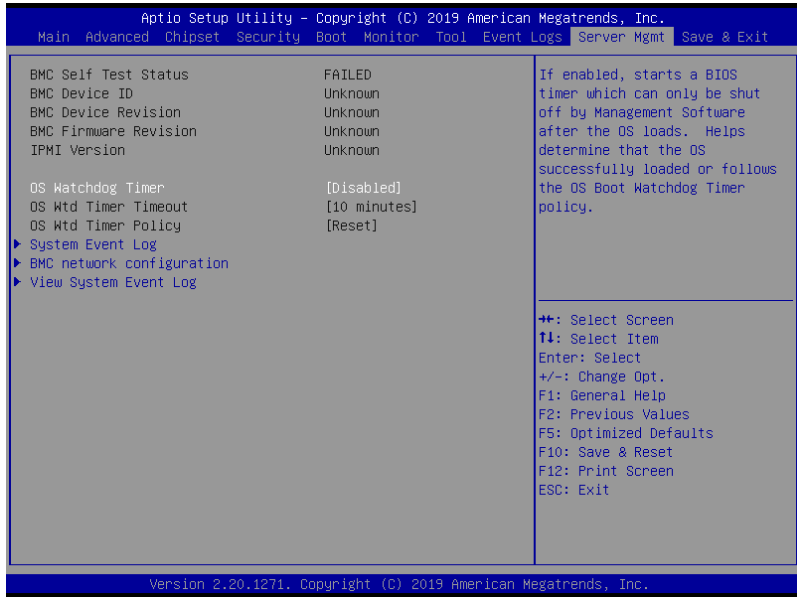 Aptio Setup Utility – Copyright (C) 2019 American Megatrends, Inc.
Main Advanced Chipset Security Boot Monitor Tool Event Logs Server Mgmt Save & Exit
BMC Self Test Status FAILED
BMC Device ID Unknown
BMC Device Revision Unknown
BMC Firmware Revision Unknown
IPMI Version Unknown
OS Watchdog Timer [Disabled]
OS Wtd Timer Timeout [10 minutes]
OS Wtd Timer Policy [Reset]
System Event Log
BMC network configuration
View System Event Log
If enabled, starts a BIOS
timer which can only be shut
off by Management Software
after the OS loads. Helps
determine that the OS
successfully loaded or follows
the OS Boot Watchdog Timer
policy.
→←: Select Screen
↑↓: Select Item
Enter: Select
+/-: Change Opt.
F1: General Help
F2: Previous Values
F5: Optimized Defaults
F10: Save & Reset
F12: Print Screen
ESC: Exit
Version 2.20.1271. Copyright (C) 2019 American Megatrends, Inc.